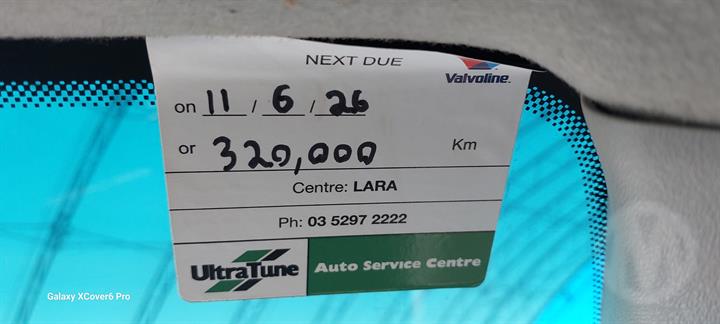 NEXT DUE
Valvoline.
on 11 / 6 / 26
or 320,000 Km
Centre: LARA
Ph: 03 5297 2222
UltraTune Auto Service Centre
Galaxy XCover6 Pro